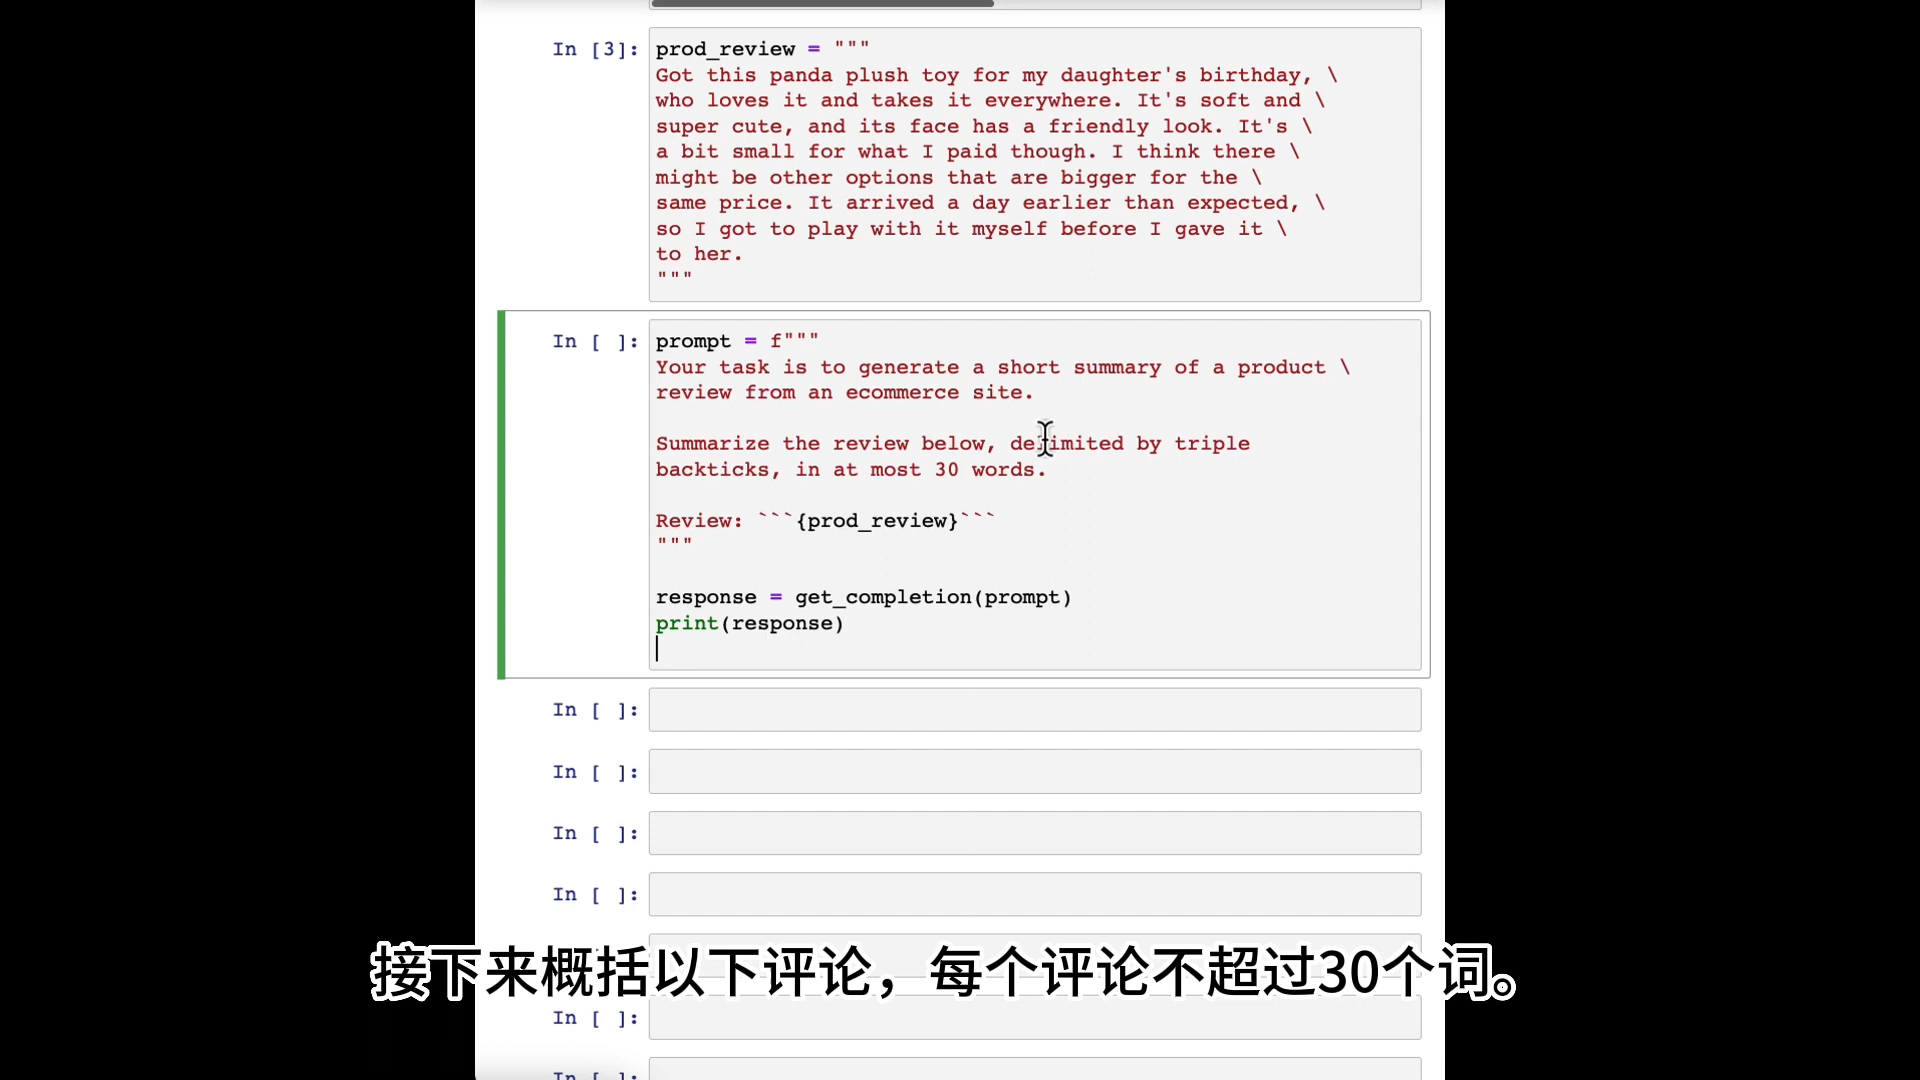 In [3]: prod_review = """
Got this panda plush toy for my daughter's birthday, \
who loves it and takes it everywhere. It's soft and \
super cute, and its face has a friendly look. It's \
a bit small for what I paid though. I think there \
might be other options that are bigger for the \
same price. It arrived a day earlier than expected, \
so I got to play with it myself before I gave it \
to her.
"""
In [ ]: prompt = f"""
Your task is to generate a short summary of a product \
review from an ecommerce site.
Summarize the review below, delimited by triple
backticks, in at most 30 words.
Review: ```{prod_review}```
"""
response = get_completion(prompt)
print(response)
In [ ]:
In [ ]:
In [ ]:
In [ ]:
接下来概括以下评论，每个评论不超过30个词。
In [ ]:
In [ ]: